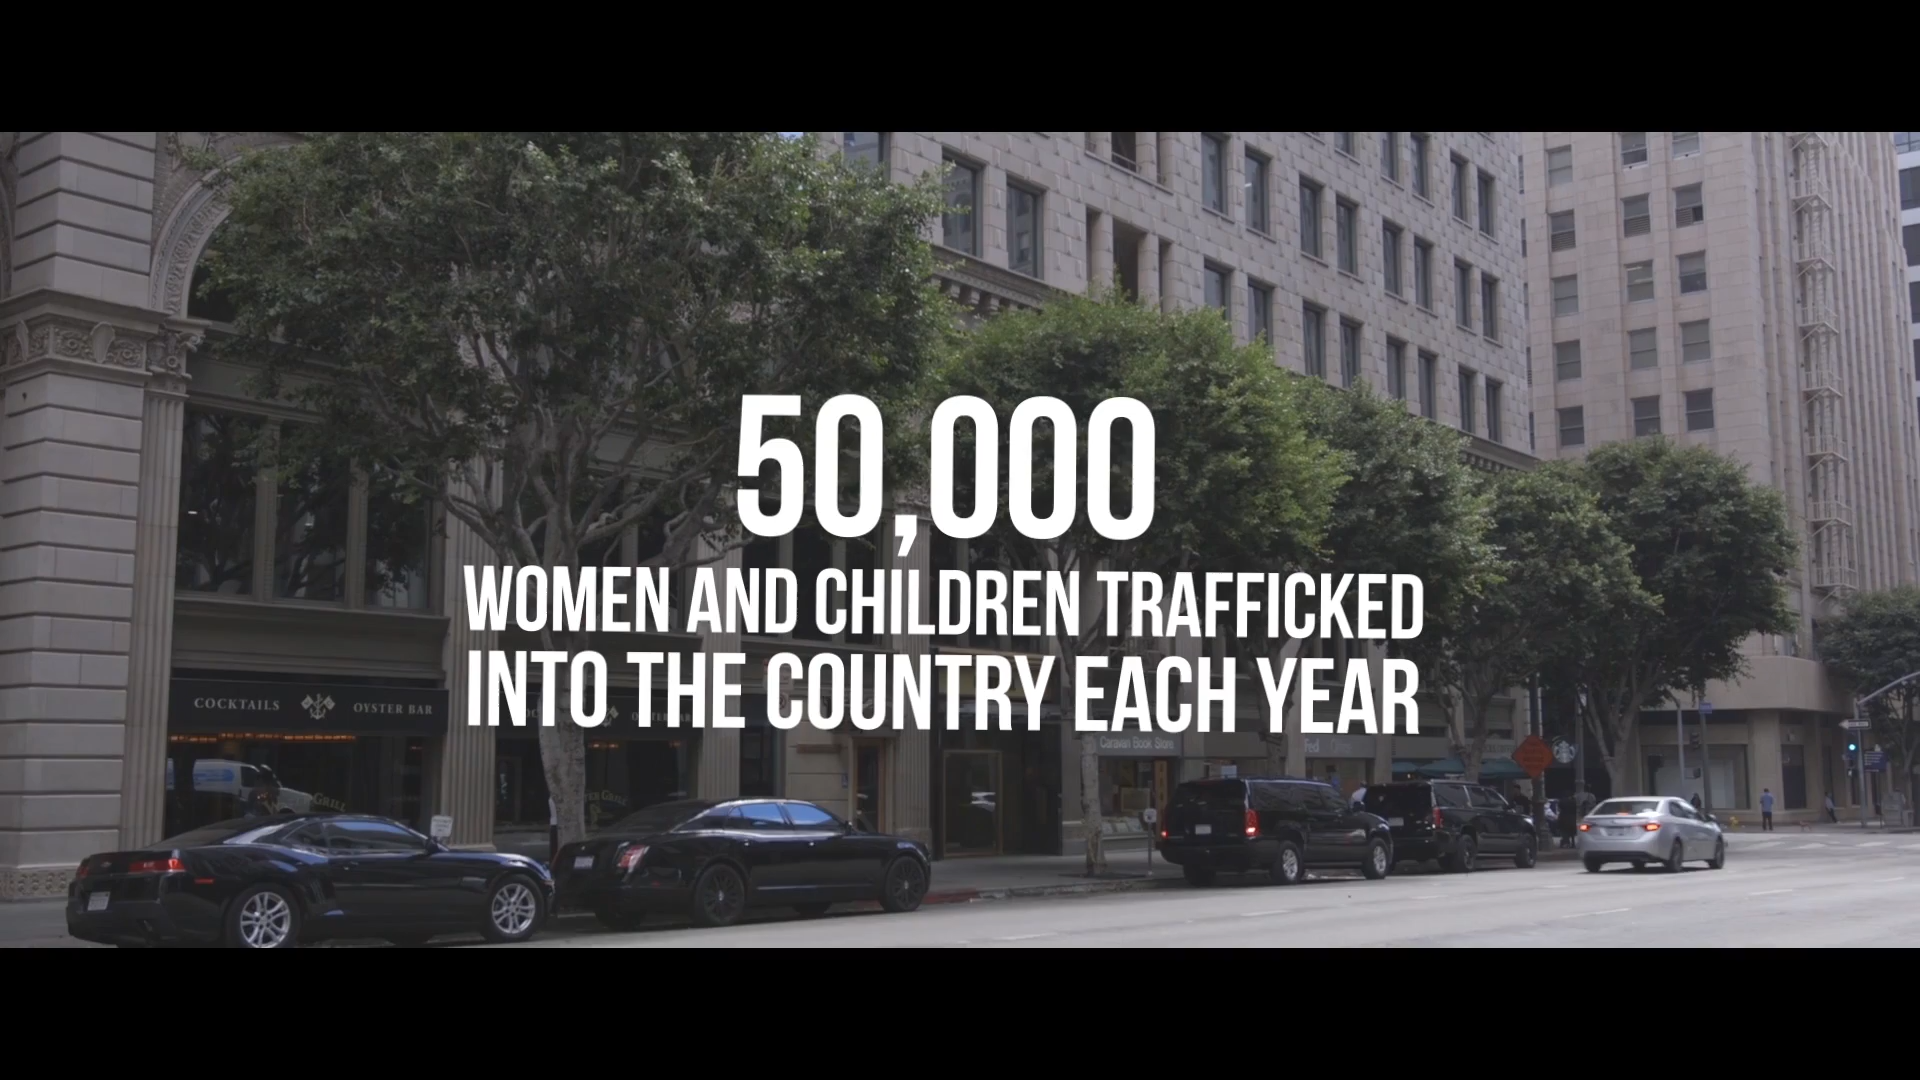 50,000
WOMEN AND CHILDREN TRAFFICKED
INTO THE COUNTRY EACH YEAR
COCKTAILS OYSTER BAR
Caravan Book Store